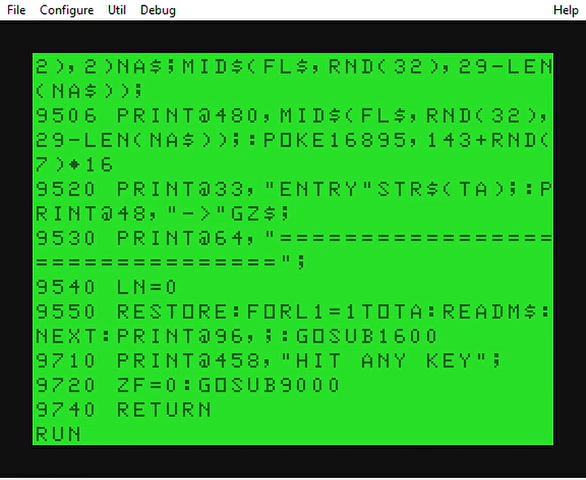 File Configure Util Debug Help
2),2)NA$;MID$(FL$,RND(32),29-LEN
(NA$));
9506 PRINT@480,MID$(FL$,RND(32),
29-LEN(NA$));:POKE16895,143+RND(
7)*16
9520 PRINT@33,"ENTRY"STR$(TA);:P
RINT@48,"->"GZ$;
9530 PRINT@64,"=================
===============";
9540 LN=0
9550 RESTORE:FORL1=1TOTA:READM$:
NEXT:PRINT@96,;:GOSUB1600
9710 PRINT@458,"HIT ANY KEY";
9720 ZF=0:GOSUB9000
9740 RETURN
RUN